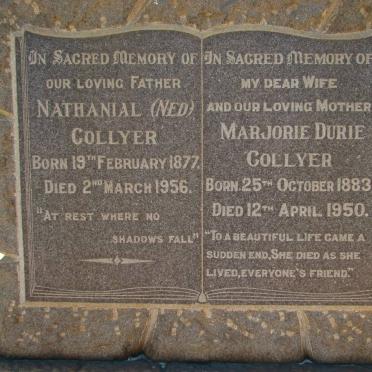 In Sacred Memory of
our loving Father
Nathanial (Ned)
Collyer
Born 19th February 1877.
Died 2nd March 1956.
"At rest where no
shadows fall"
In Sacred Memory of
my dear Wife
and our loving Mother
Marjorie Durie
Collyer
Born. 25th October 1883
Died 12th April. 1950.
"To a beautiful life came a
sudden end, She died as she
lived, everyone's friend."